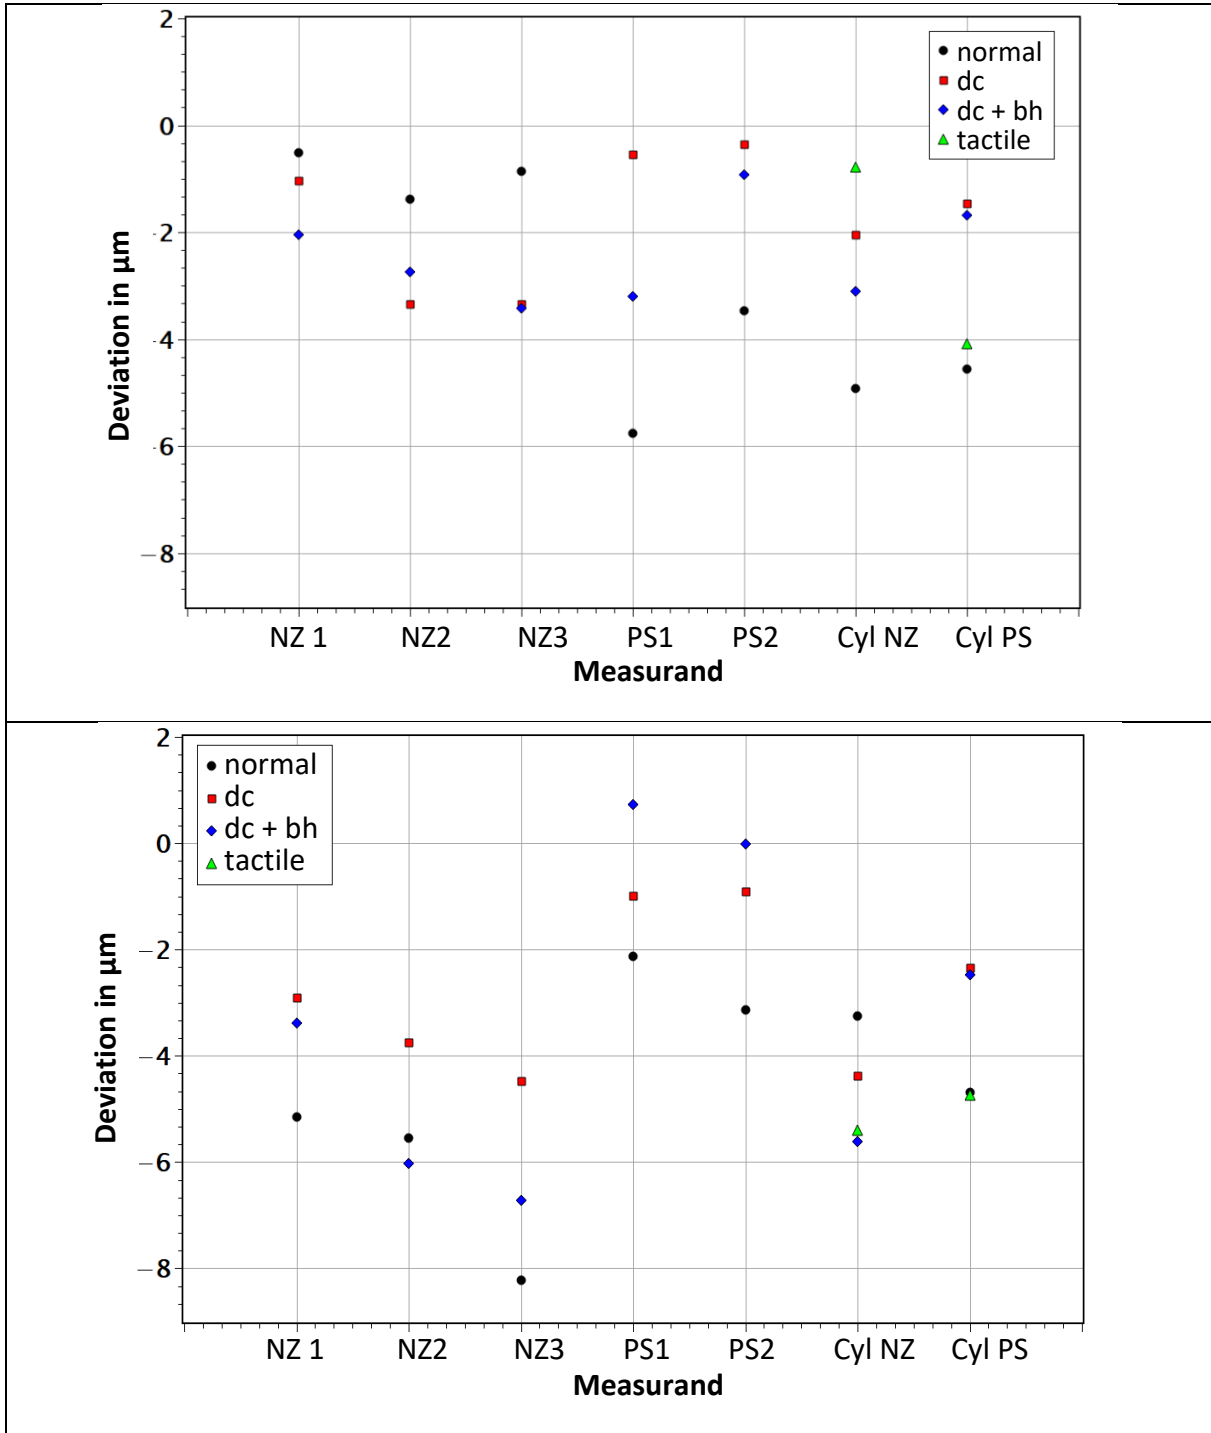 2
0
-2
-4
-6
−8
Deviation in µm
normal
dc
dc + bh
tactile
NZ 1 NZ2 NZ3 PS1 PS2 Cyl NZ Cyl PS
Measurand
2
0
−2
−4
−6
−8
Deviation in µm
normal
dc
dc + bh
tactile
NZ 1 NZ2 NZ3 PS1 PS2 Cyl NZ Cyl PS
Measurand